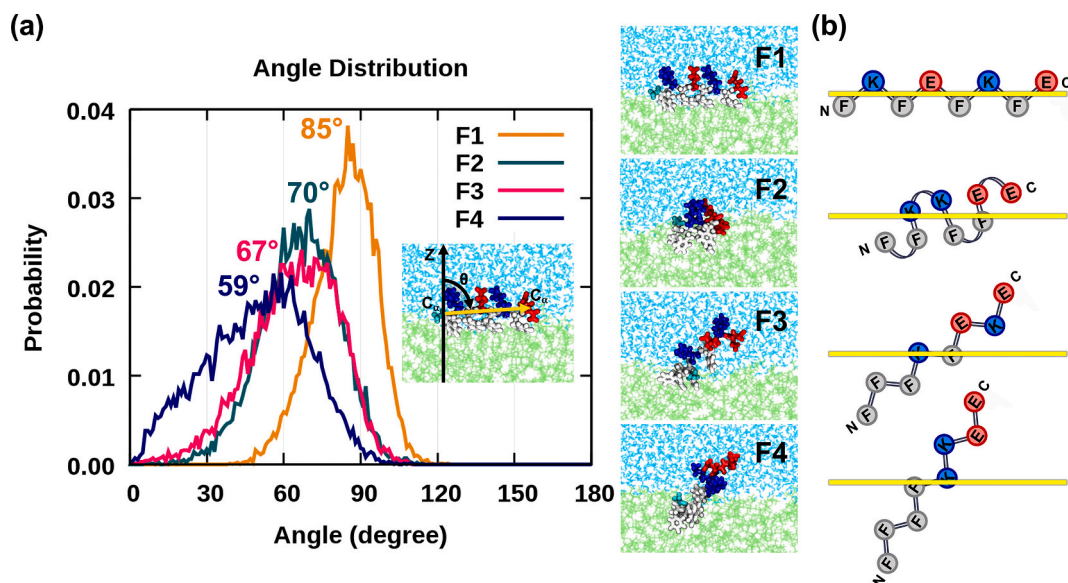 (a)
Angle Distribution
Probability
0.04
0.03
0.02
0.01
0.00
0
30
60
90
120
150
180
Angle (degree)
85°
70°
67°
59°
F1
F2
F3
F4
Z
θ
Cα
Cα
F1
F2
F3
F4
(b)
N F K F E F K F E C
N F F K K F F E E C
N F F F K E K E C
N F F F F K K E E C